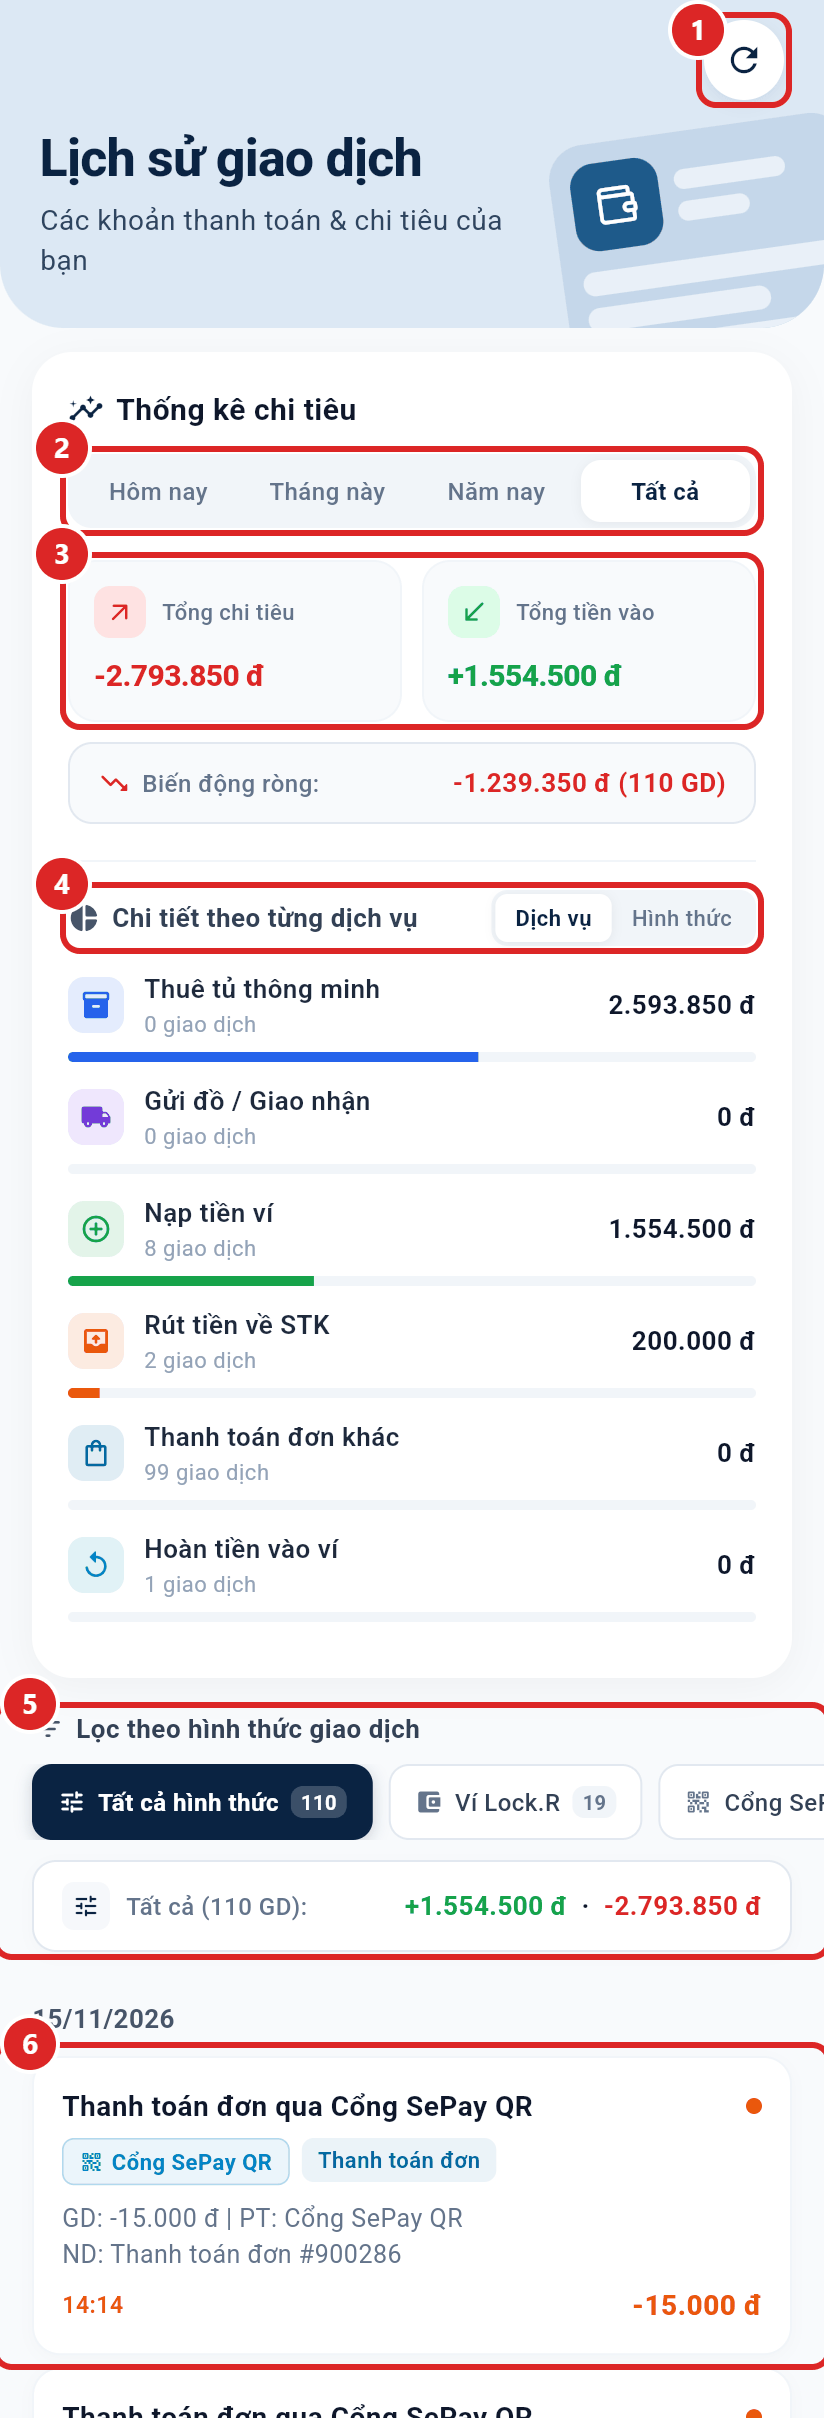 1
Lịch sử giao dịch
Các khoản thanh toán & chi tiêu của
bạn
Thống kê chi tiêu
2
Hôm nay Tháng này Năm nay Tất cả
3
Tổng chi tiêu Tổng tiền vào
-2.793.850 đ +1.554.500 đ
Biến động ròng: -1.239.350 đ (110 GD)
4
Chi tiết theo từng dịch vụ Dịch vụ Hình thức
Thuê tủ thông minh 2.593.850 đ
0 giao dịch
Gửi đồ / Giao nhận 0 đ
0 giao dịch
Nạp tiền ví 1.554.500 đ
8 giao dịch
Rút tiền về STK 200.000 đ
2 giao dịch
Thanh toán đơn khác 0 đ
99 giao dịch
Hoàn tiền vào ví 0 đ
1 giao dịch
5
Lọc theo hình thức giao dịch
Tất cả hình thức 110 Ví Lock.R 19 Cổng
Tất cả (110 GD): +1.554.500 đ · -2.793.850 đ
15/11/2026
6
Thanh toán đơn qua Cổng SePay QR
Cổng SePay QR Thanh toán đơn
GD: -15.000 đ | PT: Cổng SePay QR
ND: Thanh toán đơn #900286
14:14 -15.000 đ
Thanh toán đơn qua Cổng SePay QR